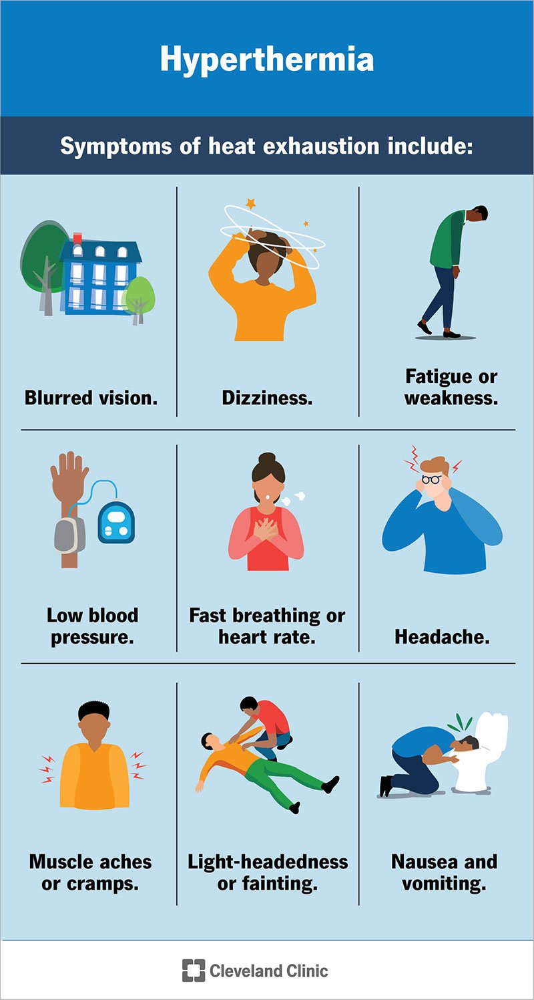 Hyperthermia
Symptoms of heat exhaustion include:
Blurred vision.
Dizziness.
Fatigue or
weakness.
Low blood
pressure.
Fast breathing or
heart rate.
Headache.
Muscle aches
or cramps.
Light-headedness
or fainting.
Nausea and
vomiting.
Cleveland Clinic